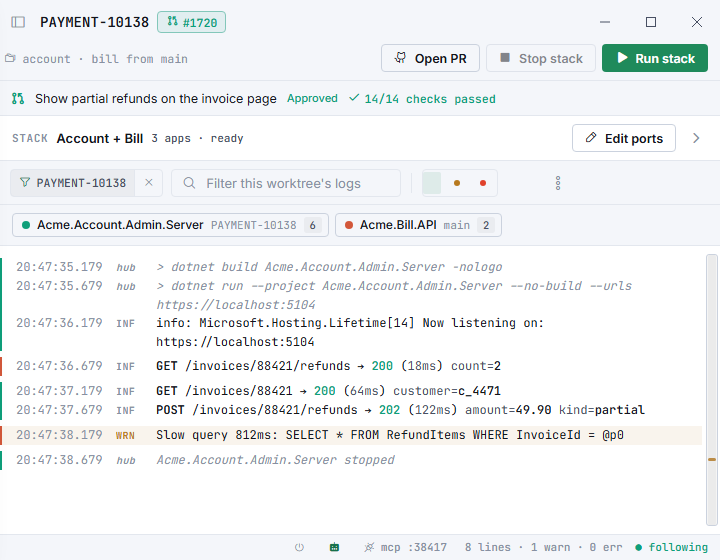 PAYMENT-10138 #1720
account · bill from main Open PR Stop stack Run stack
Show partial refunds on the invoice page Approved 14/14 checks passed
STACK Account + Bill 3 apps · ready Edit ports
PAYMENT-10138 × Filter this worktree's logs
Acme.Account.Admin.Server PAYMENT-10138 6 Acme.Bill.API main 2
20:47:35.179 hub > dotnet build Acme.Account.Admin.Server -nologo
20:47:35.679 hub > dotnet run --project Acme.Account.Admin.Server --no-build --urls
https://localhost:5104
20:47:36.179 INF info: Microsoft.Hosting.Lifetime[14] Now listening on:
https://localhost:5104
20:47:36.679 INF GET /invoices/88421/refunds → 200 (18ms) count=2
20:47:37.179 INF GET /invoices/88421 → 200 (64ms) customer=c_4471
20:47:37.679 INF POST /invoices/88421/refunds → 202 (122ms) amount=49.90 kind=partial
20:47:38.179 WRN Slow query 812ms: SELECT * FROM RefundItems WHERE InvoiceId = @p0
20:47:38.679 hub Acme.Account.Admin.Server stopped
mcp :38417 8 lines · 1 warn · 0 err following